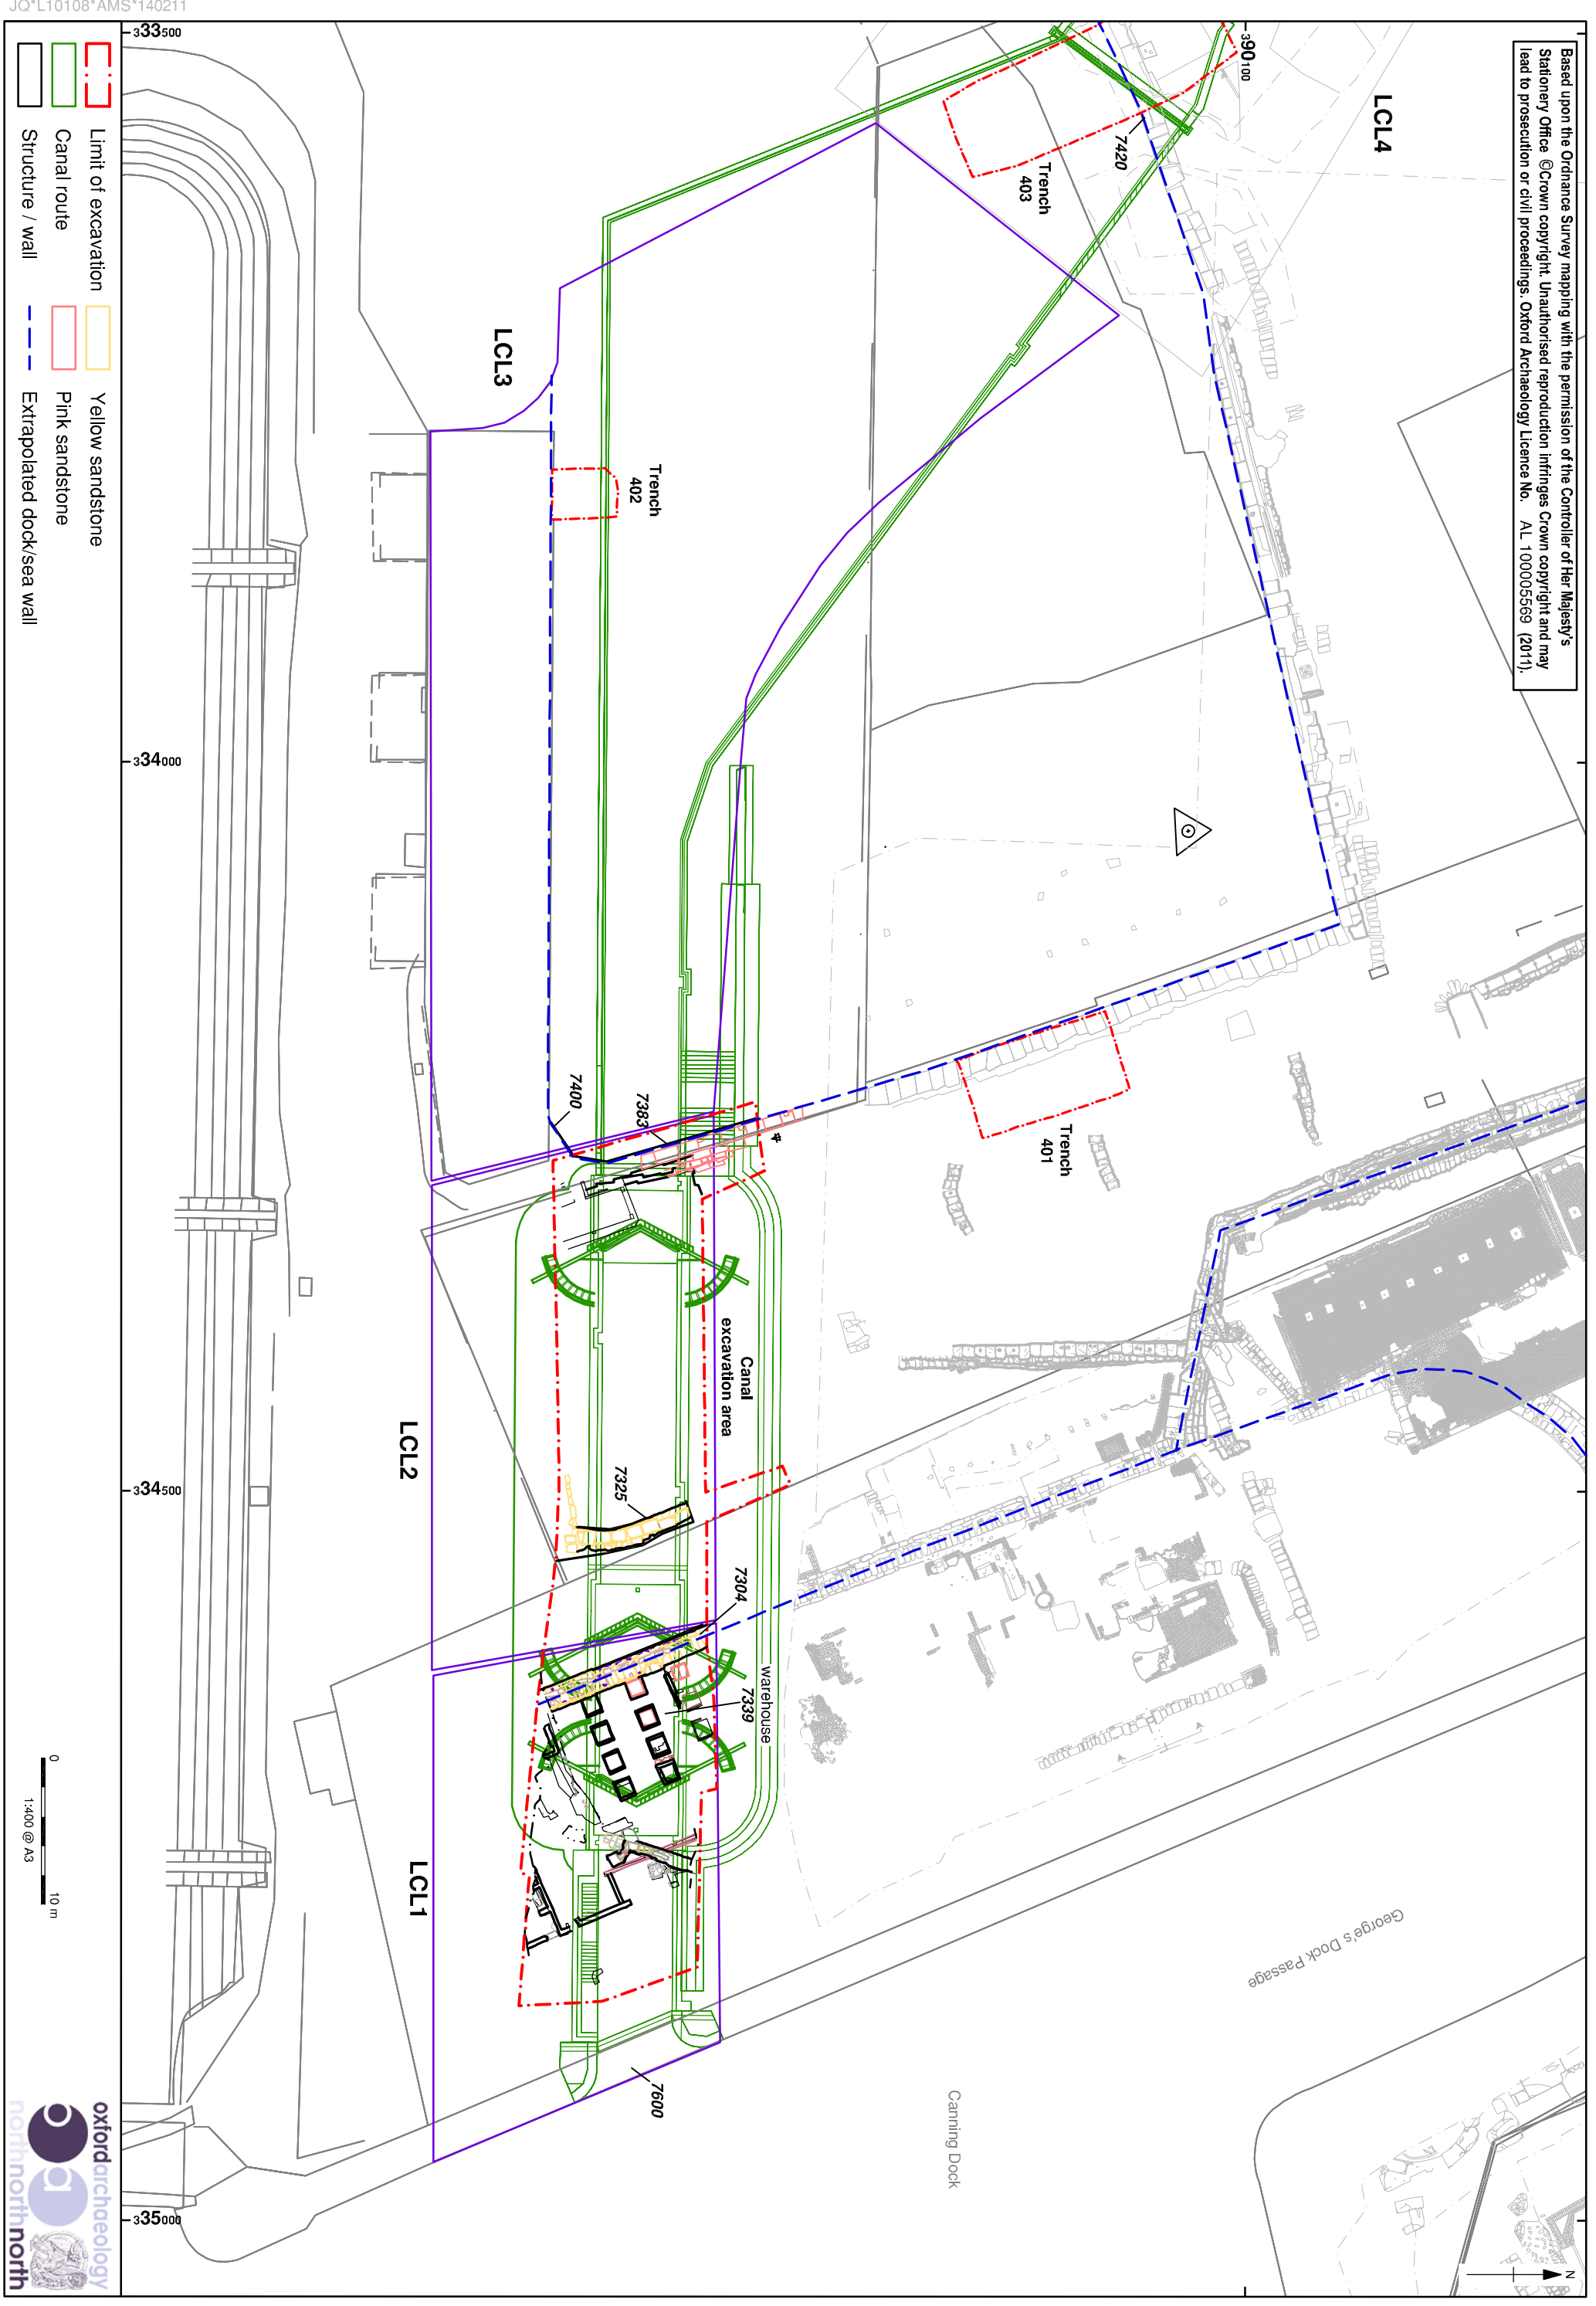 JQ*L10108*AMS*140211
Based upon the Ordnance Survey mapping with the permission of the Controller of Her Majesty's
Stationery Office ©Crown copyright. Unauthorised reproduction infringes Crown copyright and may
lead to prosecution or civil proceedings. Oxford Archaeology Licence No. AL 100005569 (2011).
333500
334000
334500
335000
390100
LCL4
7420
Trench
403
LCL3
Trench
402
Trench
401
7400
7383
Canal
excavation area
LCL2
7325
7304
warehouse
7339
LCL1
7600
George's Dock Passage
Canning Dock
N
Limit of excavation
Canal route
Structure / wall
Yellow sandstone
Pink sandstone
Extrapolated dock/sea wall
0
10 m
1:400 @ A3
oxfordarchaeology
northnorthnorth